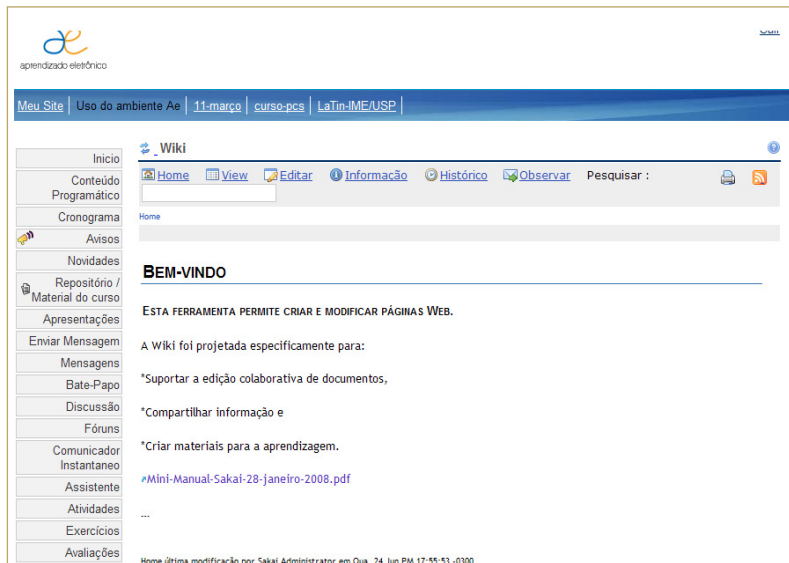 aprendizado eletrônico
Meu Site | Uso do ambiente Ae | 11-março | curso-pcs | LaTin-IME/USP |
Wiki
Home View Editar Informação Histórico Observar Pesquisar :
Home
BEM-VINDO
ESTA FERRAMENTA PERMITE CRIAR E MODIFICAR PÁGINAS WEB.
A Wiki foi projetada especificamente para:
*Suportar a edição colaborativa de documentos,
*Compartilhar informação e
*Criar materiais para a aprendizagem.
Mini-Manual-Sakai-28-janeiro-2008.pdf
...
Home última modificação por Sakai Administrator em Qua, 24 Jun PM 17:55:53 -0300
Inicio
Conteúdo
Programático
Cronograma
Avisos
Novidades
Repositório /
Material do curso
Apresentações
Enviar Mensagem
Mensagens
Bate-Papo
Discussão
Fóruns
Comunicador
Instantaneo
Assistente
Atividades
Exercícios
Avaliações